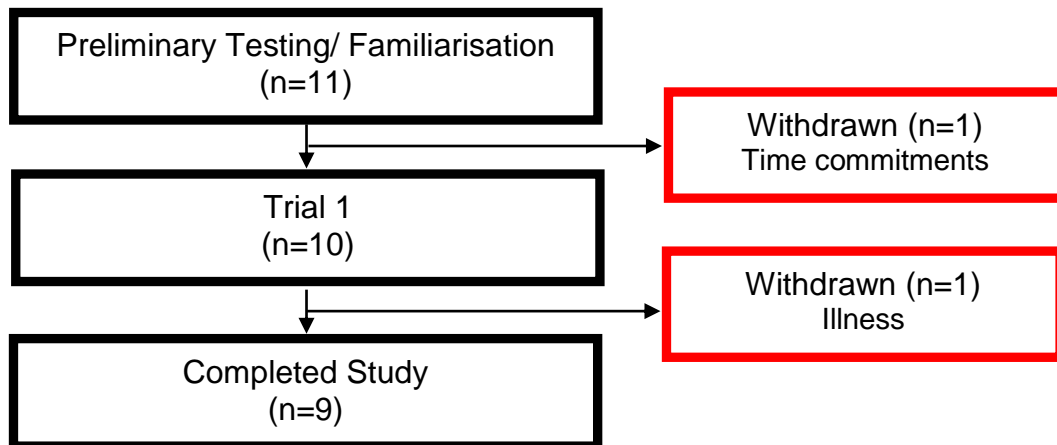 Preliminary Testing/ Familiarisation
(n=11)
Withdrawn (n=1)
Time commitments
Trial 1
(n=10)
Withdrawn (n=1)
Illness
Completed Study
(n=9)